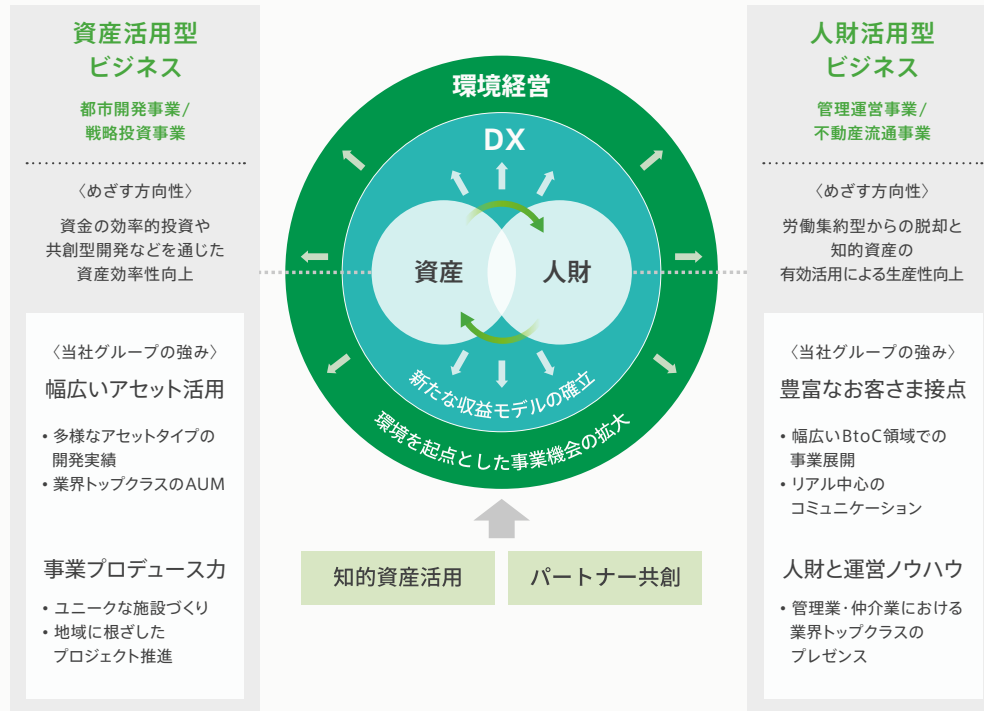 資産活用型
ビジネス
都市開発事業/
戦略投資事業
〈めざす方向性〉
資金の効率的投資や
共創型開発などを通じた
資産効率性向上
〈当社グループの強み〉
幅広いアセット活用
• 多様なアセットタイプの
開発実績
• 業界トップクラスのAUM
事業プロデュース力
• ユニークな施設づくり
• 地域に根ざした
プロジェクト推進
環境経営
DX
資産
人財
新たな収益モデルの確立
環境を起点とした事業機会の拡大
知的資産活用
パートナー共創
人財活用型
ビジネス
管理運営事業/
不動産流通事業
〈めざす方向性〉
労働集約型からの脱却と
知的資産の
有効活用による生産性向上
〈当社グループの強み〉
豊富なお客さま接点
• 幅広いBtoC領域での
事業展開
• リアル中心の
コミュニケーション
人財と運営ノウハウ
• 管理業・仲介業における
業界トップクラスの
プレゼンス